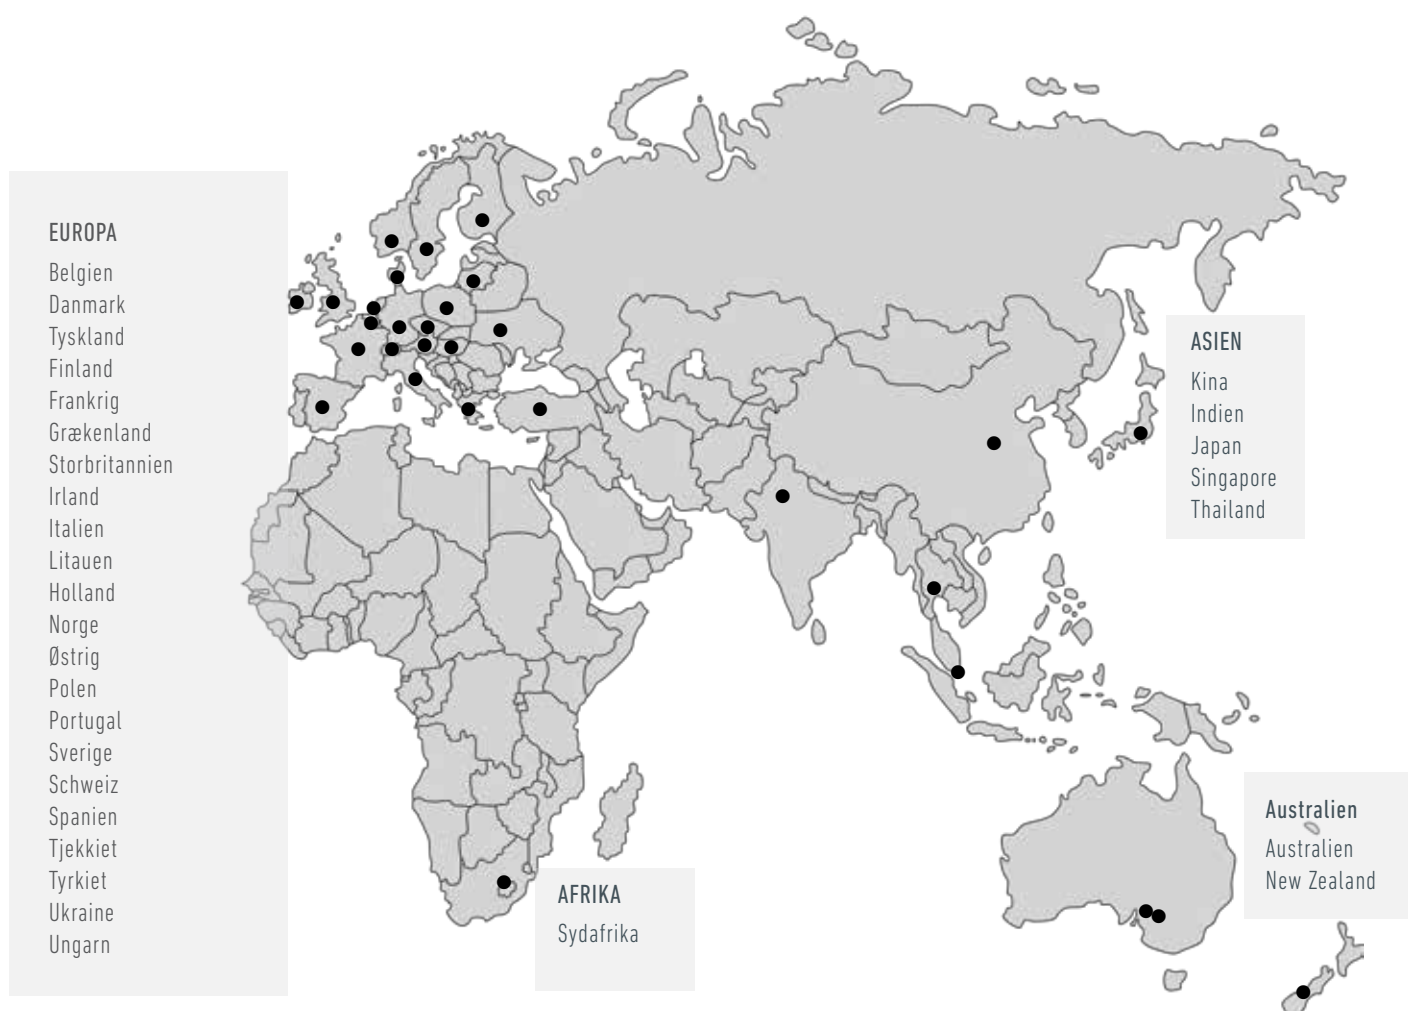 EUROPA
Belgien
Danmark
Tyskland
Finland
Frankrig
Grækenland
Storbritannien
Irland
Italien
Litauen
Holland
Norge
Østrig
Polen
Portugal
Sverige
Schweiz
Spanien
Tjekkiet
Tyrkiet
Ukraine
Ungarn
ASIEN
Kina
Indien
Japan
Singapore
Thailand
AFRIKA
Sydafrika
Australien
Australien
New Zealand